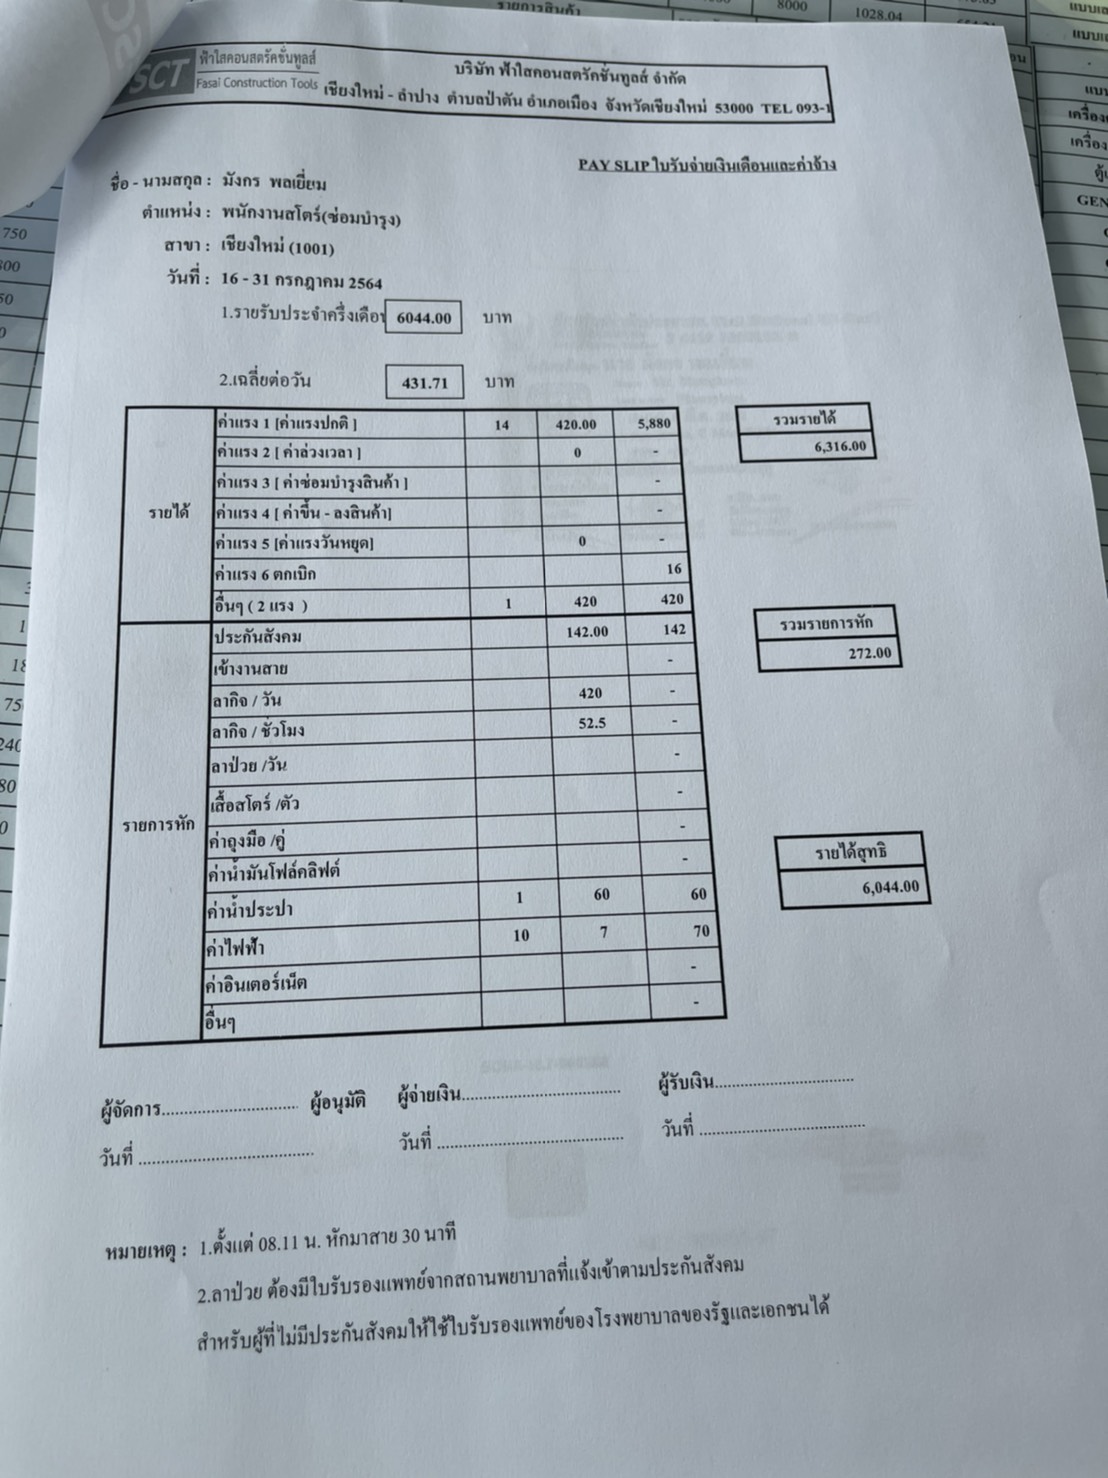 รายการสินค้า
8000
1028.04
SCT
ฟ้าใสคอนสตรัคชั่นทูลส์
Fasai Construction Tools
บริษัท ฟ้าใสคอนสตรัคชั่นทูลส์ จำกัด
เชียงใหม่ - ลำปาง ตำบลป่าตัน อำเภอเมือง จังหวัดเชียงใหม่ 53000 TEL 093-1
PAY SLIP ใบรับจ่ายเงินเดือนและค่าจ้าง
ชื่อ - นามสกุล : มังกร พลเยี่ยม
ตำแหน่ง : พนักงานสโตร์(ซ่อมบำรุง)
สาขา : เชียงใหม่ (1001)
วันที่ : 16 - 31 กรกฎาคม 2564
1.รายรับประจำครึ่งเดือน 6044.00 บาท
2.เฉลี่ยต่อวัน 431.71 บาท
รายได้
ค่าแรง 1 [ค่าแรงปกติ ] 14 420.00 5,880
ค่าแรง 2 [ ค่าล่วงเวลา ] 0 -
ค่าแรง 3 [ ค่าซ่อมบำรุงสินค้า ] -
ค่าแรง 4 [ ค่าขึ้น - ลงสินค้า] -
ค่าแรง 5 [ค่าแรงวันหยุด] 0 -
ค่าแรง 6 ตกเบิก 16
อื่นๆ ( 2 แรง ) 1 420 420
รวมรายได้
6,316.00
รายการหัก
ประกันสังคม 142.00 142
เข้างานสาย -
ลากิจ / วัน 420 -
ลากิจ / ชั่วโมง 52.5 -
ลาป่วย /วัน -
เสื้อสโตร์ /ตัว -
ค่าถุงมือ /คู่ -
ค่าน้ำมันโฟล์คลิฟต์ -
ค่าน้ำประปา 1 60 60
ค่าไฟฟ้า 10 7 70
ค่าอินเตอร์เน็ต -
อื่นๆ -
รวมรายการหัก
272.00
รายได้สุทธิ
6,044.00
ผู้จัดการ............................ ผู้อนุมัติ ผู้จ่ายเงิน................................ ผู้รับเงิน............................
วันที่ .................................. วันที่ ..................................... วันที่ .................................
หมายเหตุ : 1.ตั้งแต่ 08.11 น. หักมาสาย 30 นาที
2.ลาป่วย ต้องมีใบรับรองแพทย์จากสถานพยาบาลที่แจ้งเข้าตามประกันสังคม
สำหรับผู้ที่ไม่มีประกันสังคมให้ใช้ใบรับรองแพทย์ของโรงพยาบาลของรัฐและเอกชนได้